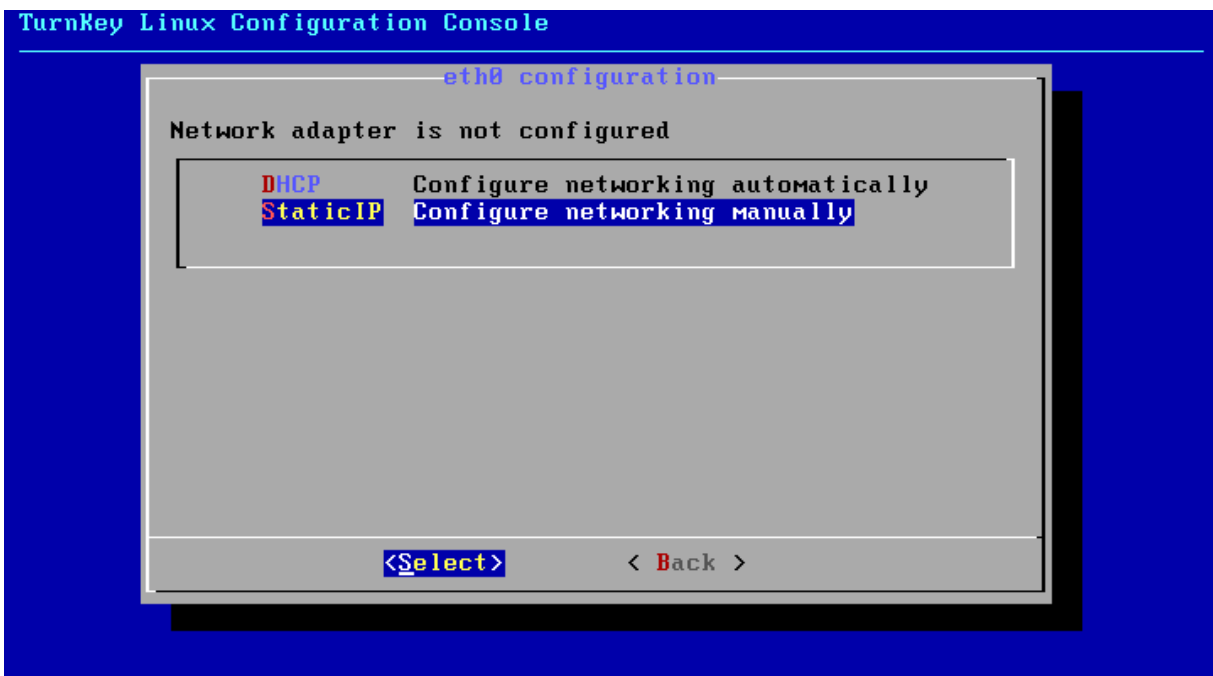 TurnKey Linux Configuration Console
eth0 configuration
Network adapter is not configured
DHCP Configure networking automatically
StaticIP Configure networking manually
<Select> < Back >